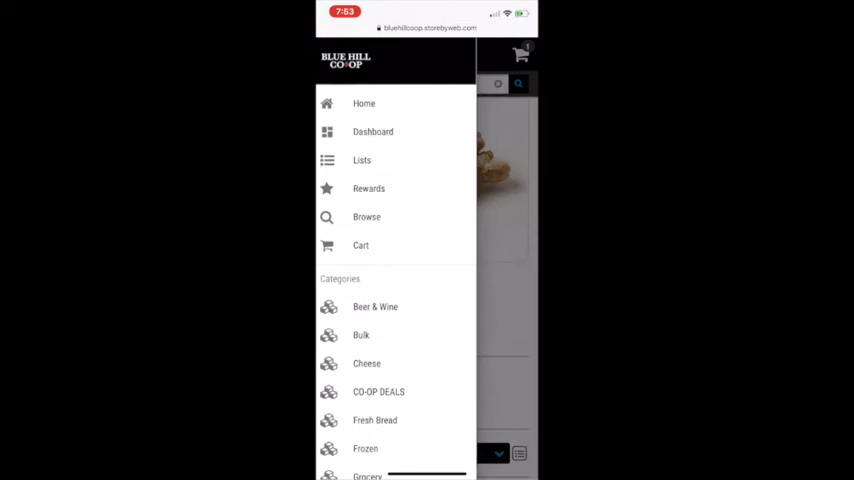 7:53
bluehillcoop.storebyweb.com
BLUE HILL
CO•OP
1
Home
Dashboard
Lists
Rewards
Browse
Cart
Categories
Beer & Wine
Bulk
Cheese
CO-OP DEALS
Fresh Bread
Frozen
Grocery